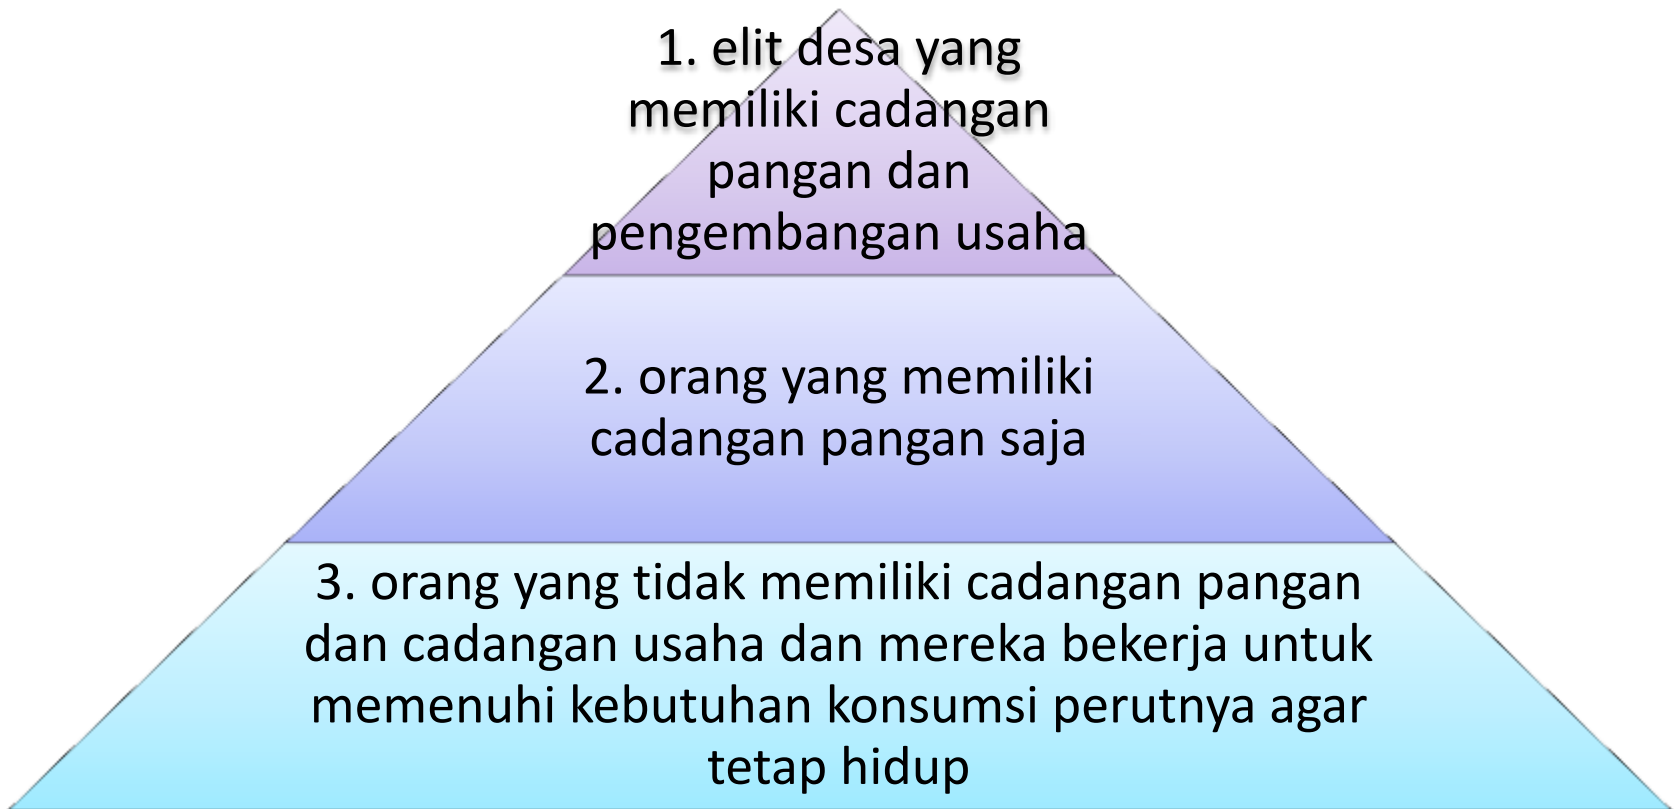 1. elit desa yang
memiliki cadangan
pangan dan
pengembangan usaha
2. orang yang memiliki
cadangan pangan saja
3. orang yang tidak memiliki cadangan pangan
dan cadangan usaha dan mereka bekerja untuk
memenuhi kebutuhan konsumsi perutnya agar
tetap hidup